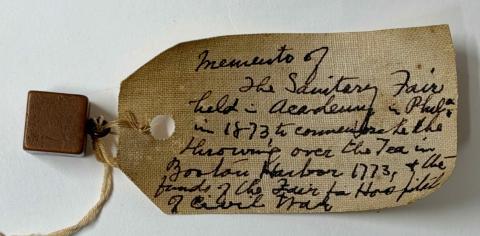 Memento of
The Sanitary Fair
held in Academy in Phila
in 1873 to commemorate the
throwing over the Tea in
Boston Harbor 1773, & the
funds of the Fair for Hospital
of Civil War